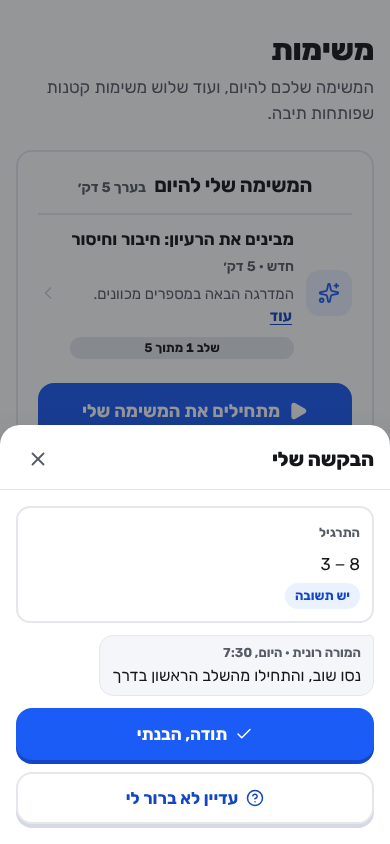 משימות
המשימה שלכם להיום, ועוד שלוש משימות קטנות
שפותחות תיבה.
המשימה שלי להיום בערך 5 דק׳
מבינים את הרעיון: חיבור וחיסור
חדש • 5 דק׳
המדרגה הבאה במספרים מכוונים.
עוד
שלב 1 מתוך 5
מתחילים את המשימה שלי
הבקשה שלי
התרגיל
3 – 8
יש תשובה
המורה רונית • היום, 7:30
נסו שוב, והתחילו מהשלב הראשון בדרך
תודה, הבנתי
עדיין לא ברור לי